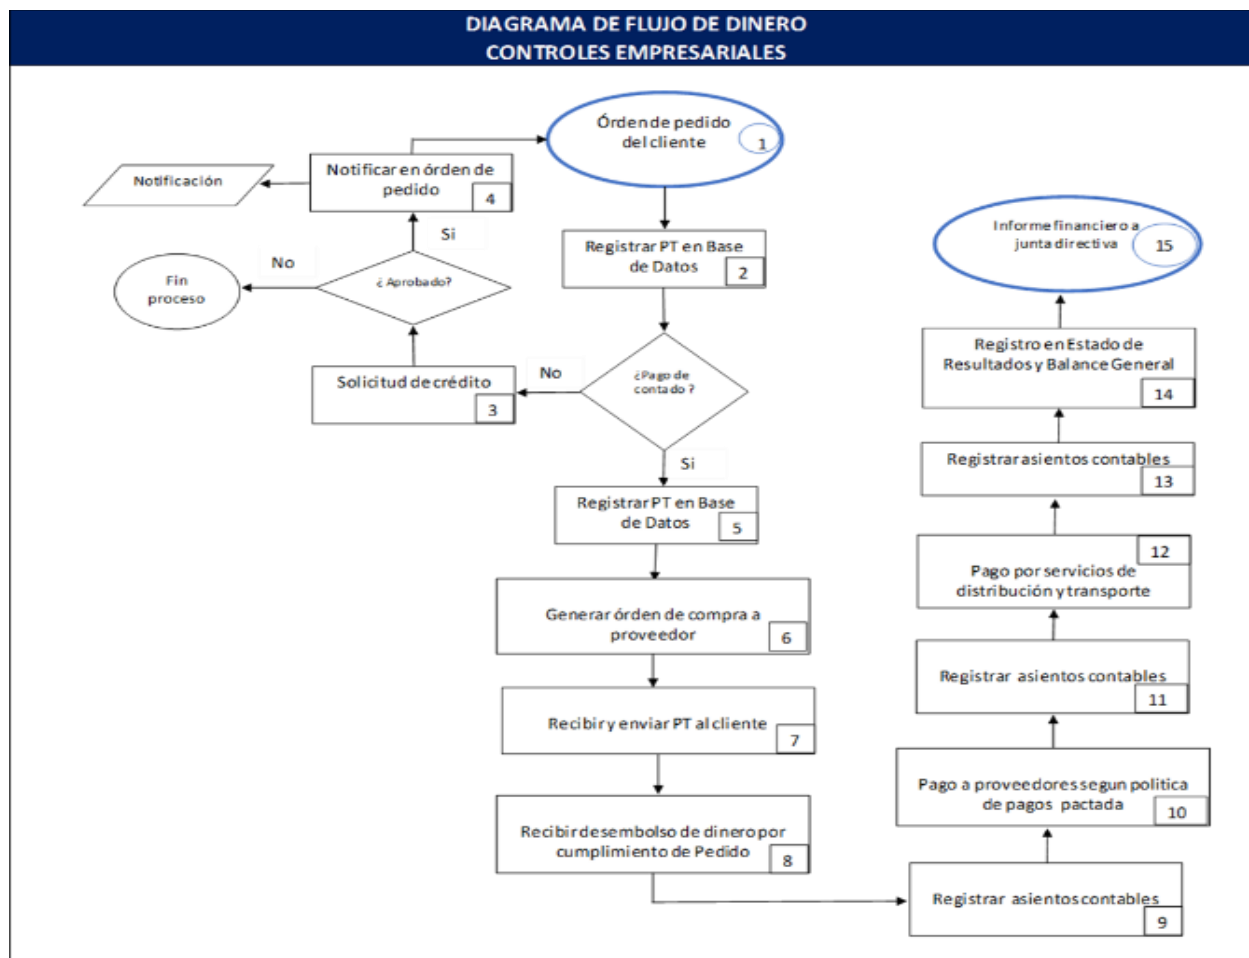 DIAGRAMA DE FLUJO DE DINERO
CONTROLES EMPRESARIALES
Órden de pedido
del cliente
1
Notificar en órden de
pedido
4
Notificación
Si
Registrar PT en Base
de Datos
2
No
¿Aprobado?
Fin
proceso
Solicitud de crédito
3
No
¿Pago de
contado?
Si
Registrar PT en Base
de Datos
5
Generar órden de compra a
proveedor
6
Recibir y enviar PT al cliente
7
Recibir desembolso de dinero por
cumplimiento de Pedido
8
Registrar asientos contables
9
Pago a proveedores segun politica
de pagos pactada
10
Registrar asientos contables
11
12
Pago por servicios de
distribución y transporte
Registrar asientos contables
13
Registro en Estado de
Resultados y Balance General
14
Informe financiero a
junta directiva
15